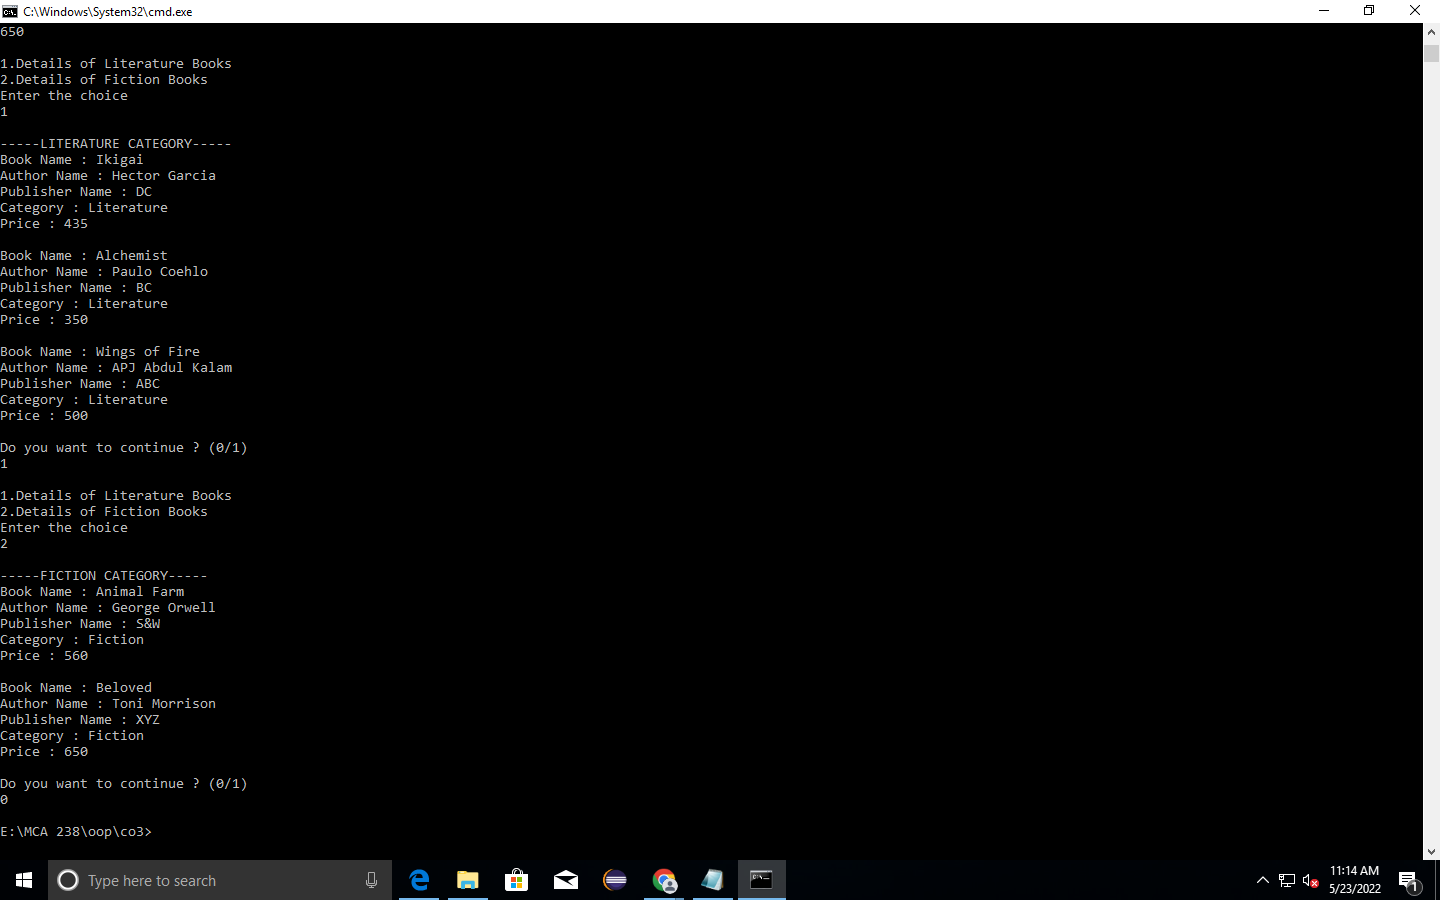 C:\Windows\System32\cmd.exe
650
1.Details of Literature Books
2.Details of Fiction Books
Enter the choice
1
-----LITERATURE CATEGORY-----
Book Name : Ikigai
Author Name : Hector Garcia
Publisher Name : DC
Category : Literature
Price : 435
Book Name : Alchemist
Author Name : Paulo Coehlo
Publisher Name : BC
Category : Literature
Price : 350
Book Name : Wings of Fire
Author Name : APJ Abdul Kalam
Publisher Name : ABC
Category : Literature
Price : 500
Do you want to continue ? (0/1)
1
1.Details of Literature Books
2.Details of Fiction Books
Enter the choice
2
-----FICTION CATEGORY-----
Book Name : Animal Farm
Author Name : George Orwell
Publisher Name : S&W
Category : Fiction
Price : 560
Book Name : Beloved
Author Name : Toni Morrison
Publisher Name : XYZ
Category : Fiction
Price : 650
Do you want to continue ? (0/1)
0
E:\MCA 238\oop\co3>
Type here to search
11:14 AM
5/23/2022
1